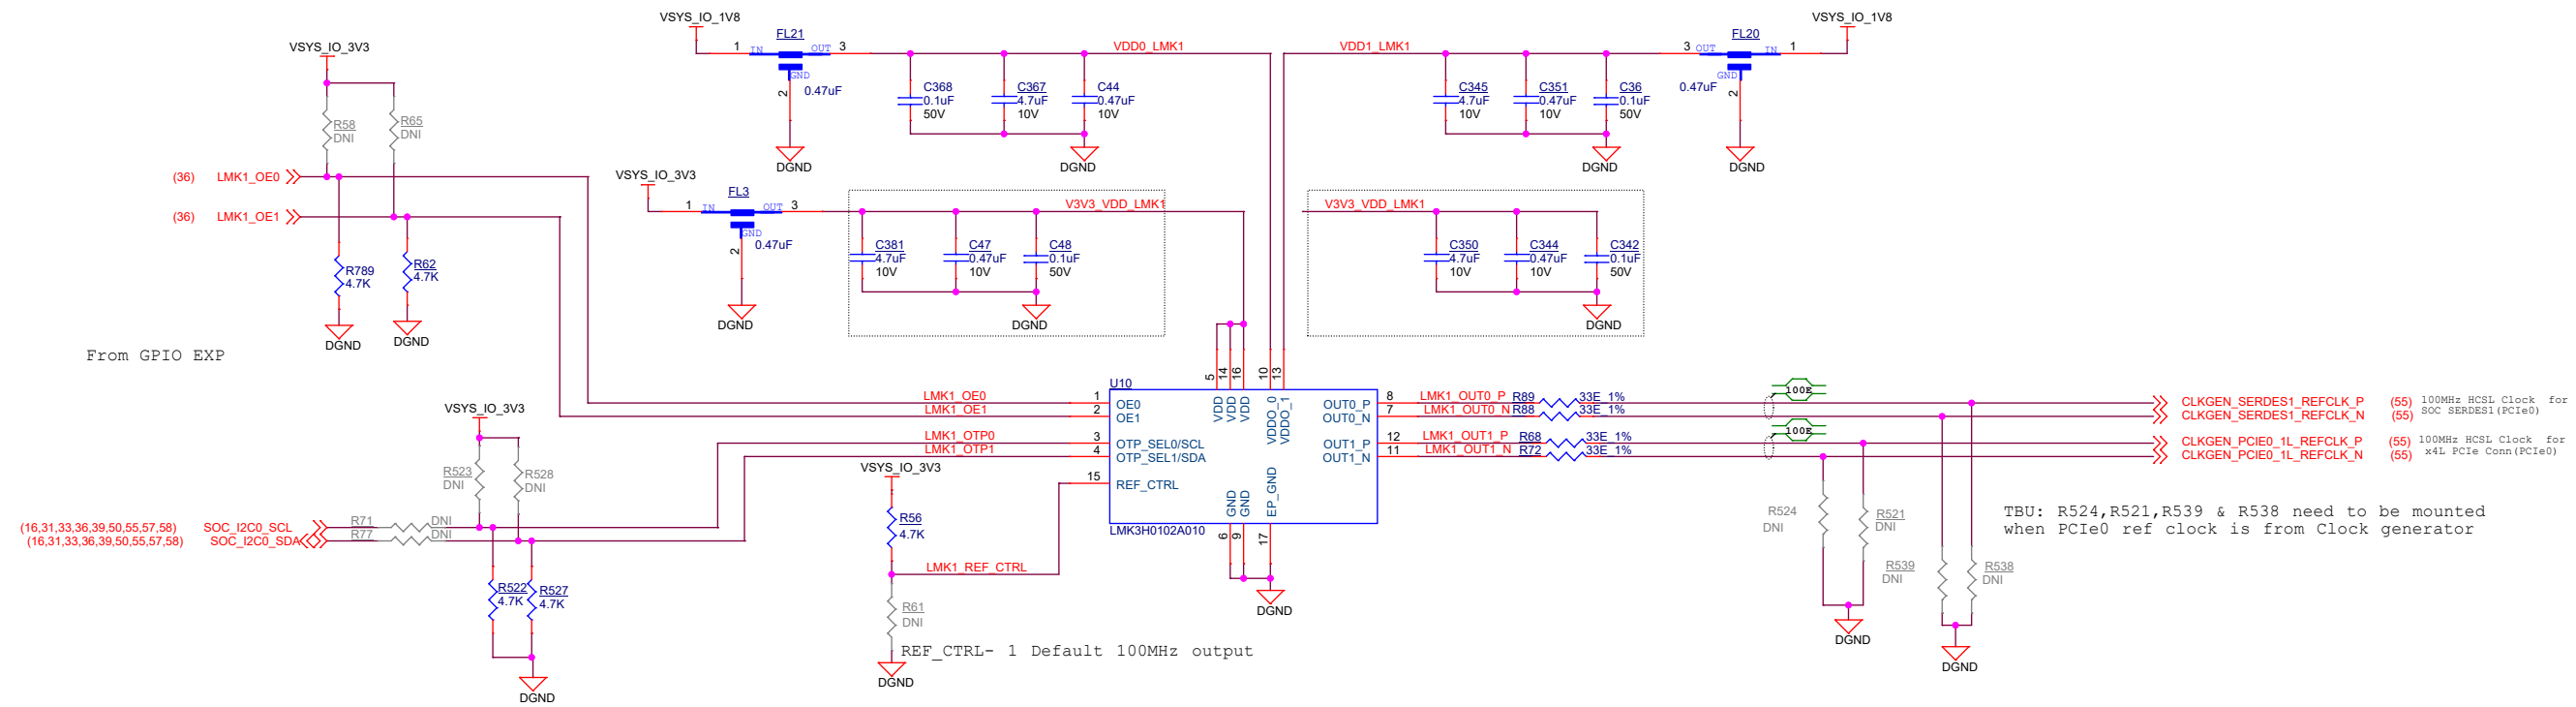 VSYS_IO_3V3
R58
DNI
R65
DNI
(36) LMK1_OE0
(36) LMK1_OE1
R789
4.7K
R62
4.7K
DGND
DGND
From GPIO EXP
VSYS_IO_1V8
1 IN FL21 OUT 3
GND
2
0.47uF
DGND
VDD0_LMK1
C368
0.1uF
50V
C367
4.7uF
10V
C44
0.47uF
10V
DGND
VDD1_LMK1
C345
4.7uF
10V
C351
0.47uF
10V
C36
0.1uF
50V
DGND
VSYS_IO_1V8
3 OUT FL20 IN 1
GND
2
0.47uF
DGND
VSYS_IO_3V3
1 IN FL3 OUT 3
GND
2
0.47uF
DGND
V3V3_VDD_LMK1
C381
4.7uF
10V
C47
0.47uF
10V
C48
0.1uF
50V
DGND
V3V3_VDD_LMK1
C350
4.7uF
10V
C344
0.47uF
10V
C342
0.1uF
50V
DGND
VSYS_IO_3V3
R523
DNI
R528
DNI
(16,31,33,36,39,50,55,57,58) SOC_I2C0_SCL R71 DNI
(16,31,33,36,39,50,55,57,58) SOC_I2C0_SDA R77 DNI
R522
4.7K
R527
4.7K
DGND
LMK1_OE0
LMK1_OE1
LMK1_OTP0
LMK1_OTP1
VSYS_IO_3V3
R56
4.7K
LMK1_REF_CTRL
R61
DNI
DGND
REF_CTRL- 1 Default 100MHz output
U10
5 14 16 10 13
VDD VDD VDD VDDO_0 VDDO_1
1 OE0
2 OE1
3 OTP_SEL0/SCL
4 OTP_SEL1/SDA
15 REF_CTRL
OUT0_P 8
OUT0_N 7
OUT1_P 12
OUT1_N 11
GND GND EP_GND
6 9 17
LMK3H0102A010
DGND
LMK1_OUT0_P R89 33E_1%
LMK1_OUT0_N R88 33E_1%
LMK1_OUT1_P R68 33E_1%
LMK1_OUT1_N R72 33E_1%
100E
100E
CLKGEN_SERDES1_REFCLK_P (55)
CLKGEN_SERDES1_REFCLK_N (55)
100MHz HCSL Clock for
SOC SERDES1(PCIe0)
CLKGEN_PCIE0_1L_REFCLK_P (55)
CLKGEN_PCIE0_1L_REFCLK_N (55)
100MHz HCSL Clock for
x4L PCIe Conn(PCIe0)
R524
DNI
R521
DNI
R539
DNI
R538
DNI
DGND
DGND
TBU: R524,R521,R539 & R538 need to be mounted
when PCIe0 ref clock is from Clock generator